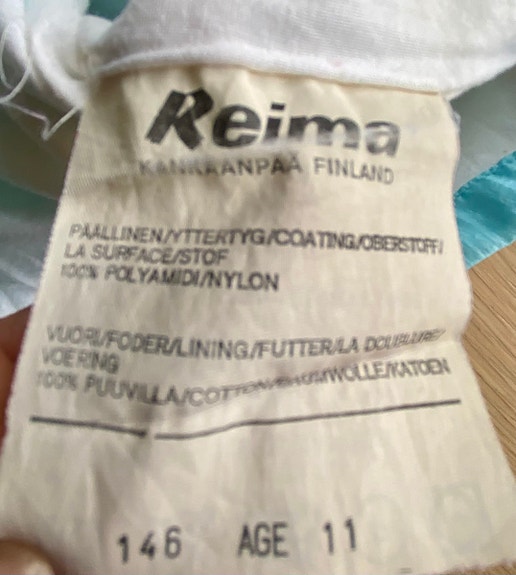 Reima
KANKAANPÄÄ FINLAND
PÄÄLLINEN/YTTERTYG/COATING/OBERSTOFF/
LA SURFACE/STOF
100% POLYAMIDI/NYLON
VUORI/FODER/LINING/FUTTER/LA DOUBLURE/
VOERING
100% PUUVILLA/COTTON/WOLLE/KATOEN
146 AGE 11